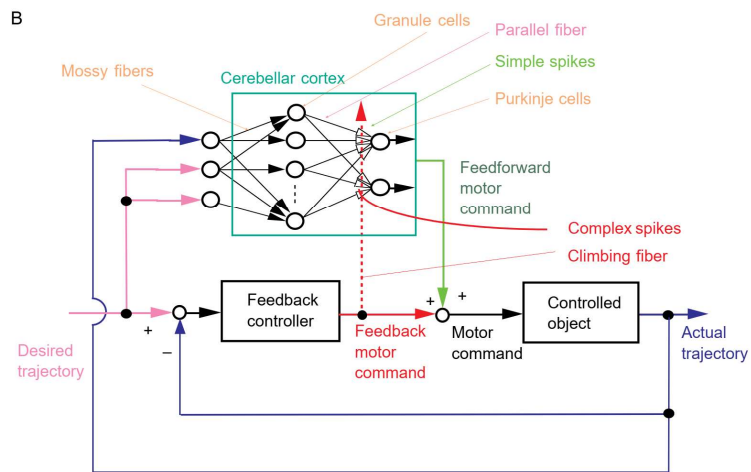 B
Granule cells
Parallel fiber
Mossy fibers
Simple spikes
Cerebellar cortex
Purkinje cells
Feedforward
motor
command
Complex spikes
Climbing fiber
Feedback
controller
+
+
Controlled
object
+
−
Desired
trajectory
Feedback
motor
command
Motor
command
Actual
trajectory